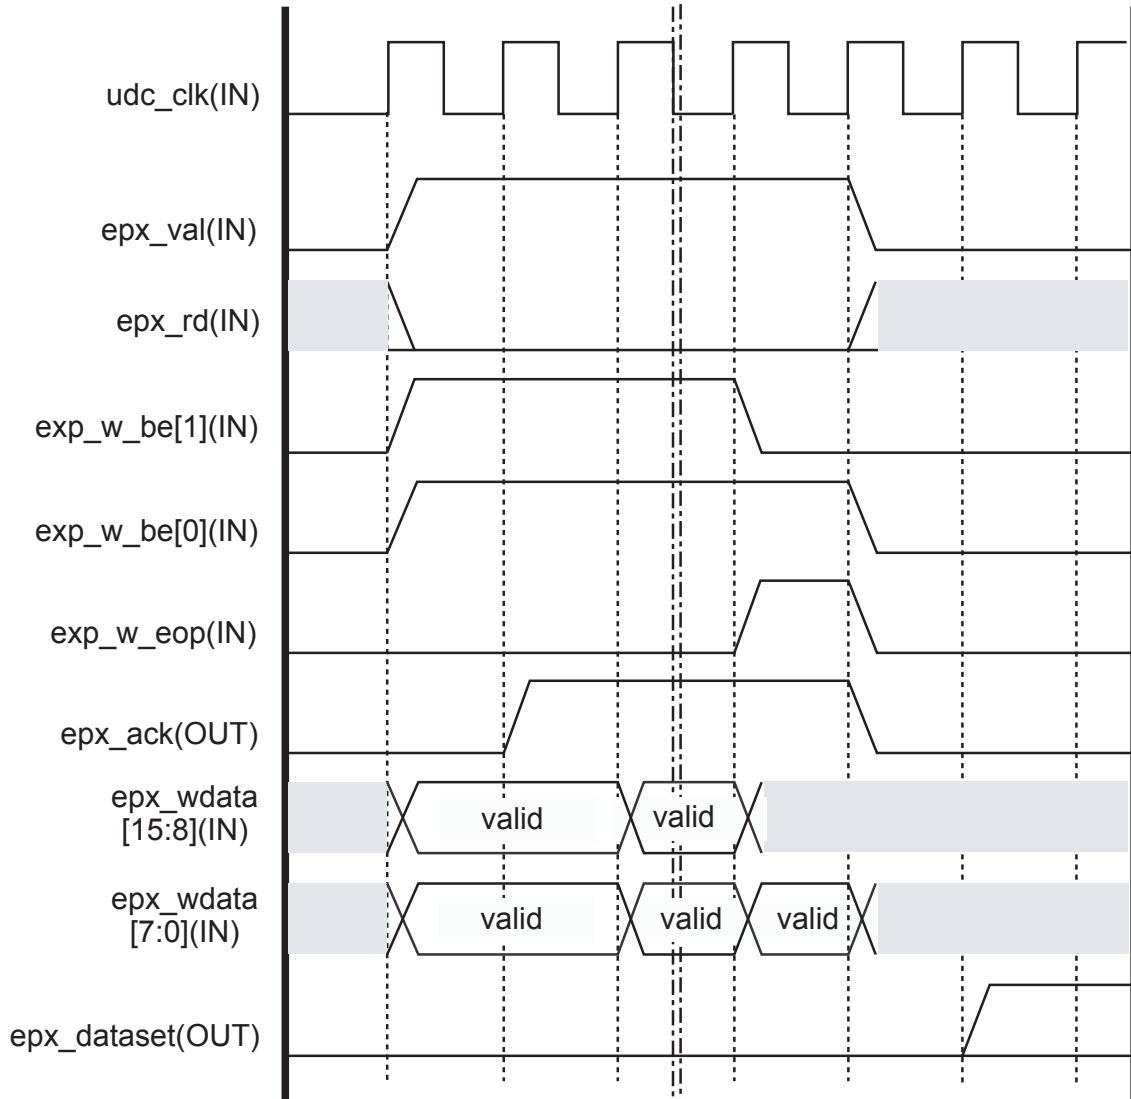 udc_clk(IN)
epx_val(IN)
epx_rd(IN)
exp_w_be[1](IN)
exp_w_be[0](IN)
exp_w_eop(IN)
epx_ack(OUT)
epx_wdata
[15:8](IN)
valid
valid
epx_wdata
[7:0](IN)
valid
valid
valid
epx_dataset(OUT)